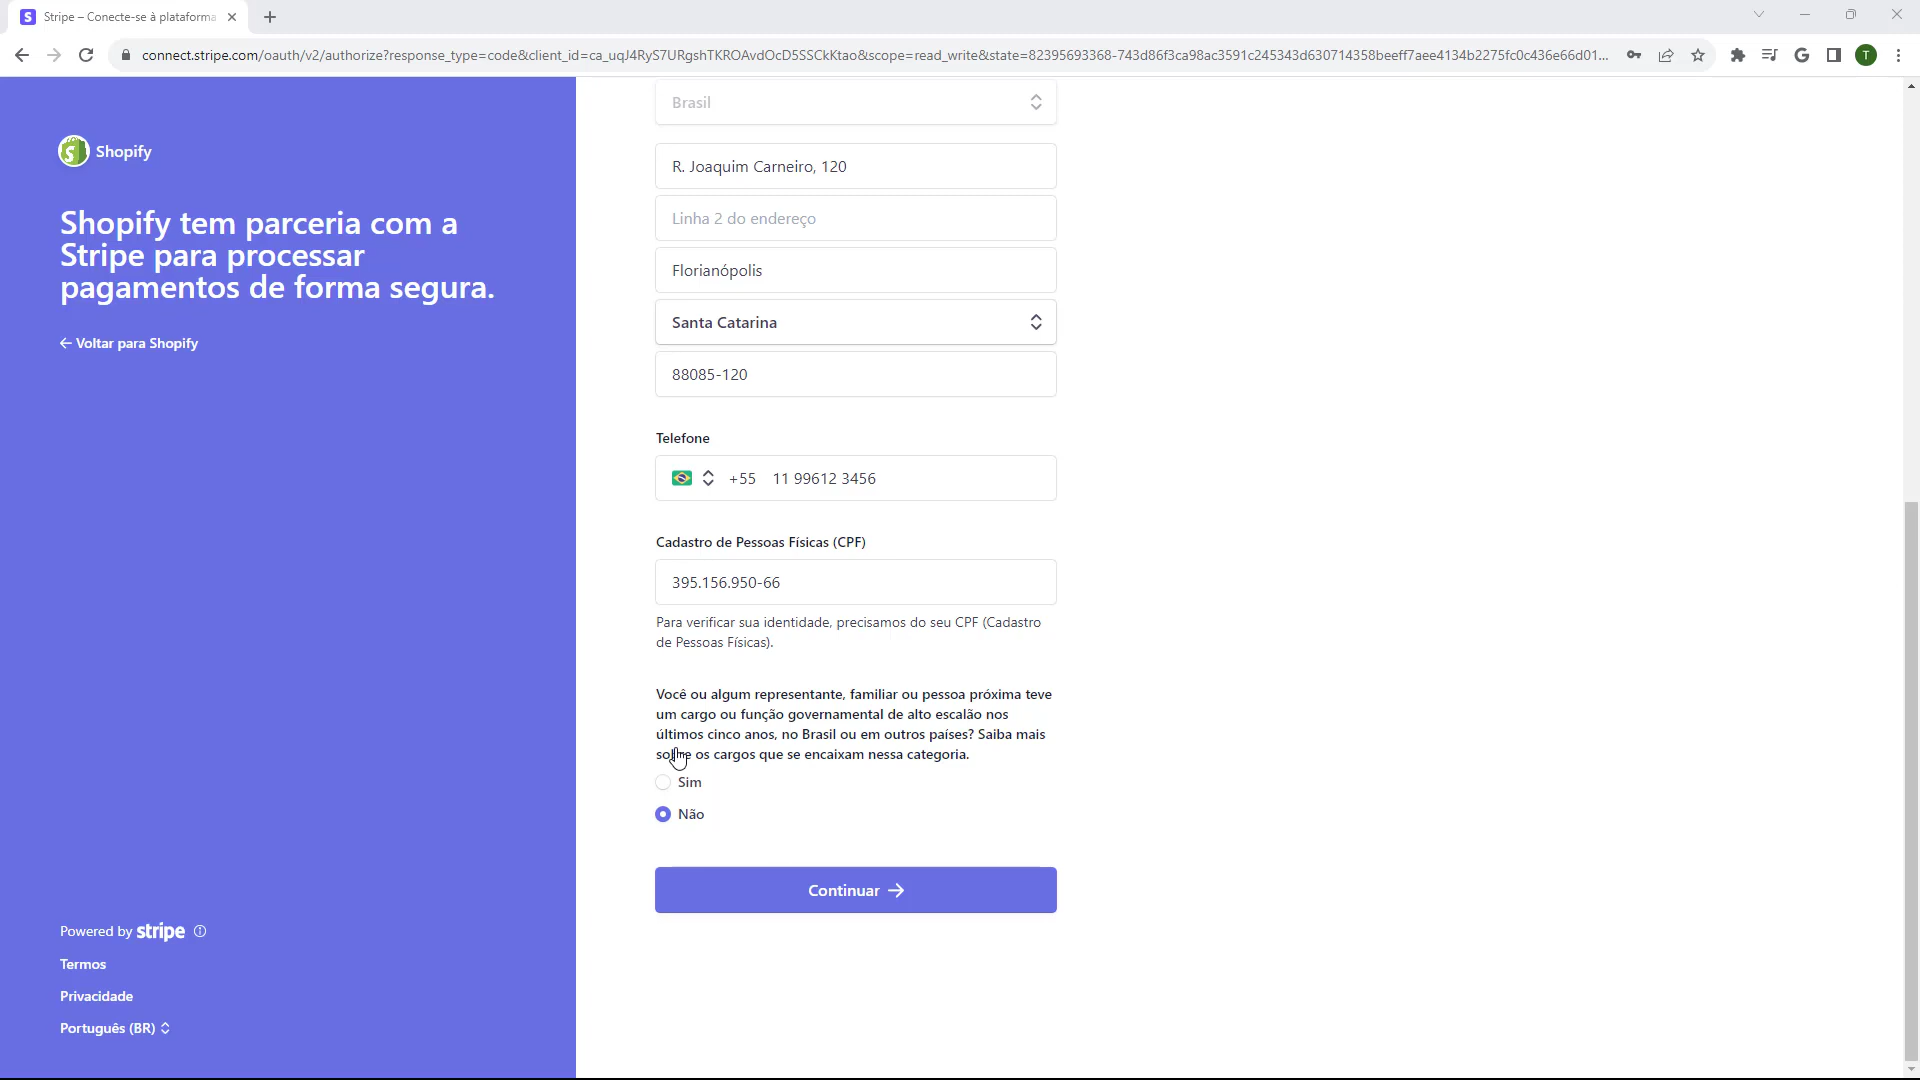 Stripe – Conecte-se à plataforma
connect.stripe.com/oauth/v2/authorize?response_type=code&client_id=ca_uqJ4RyS7URgshTKROAvdOcD5SSCkKtao&scope=read_write&state=82395693368-743d86f3ca98ac3591c245343d630714358beeff7aee4134b2275fc0c436e66d01...
T
Shopify
Shopify tem parceria com a
Stripe para processar
pagamentos de forma segura.
← Voltar para Shopify
Brasil
R. Joaquim Carneiro, 120
Linha 2 do endereço
Florianópolis
Santa Catarina
88085-120
Telefone
+55 11 99612 3456
Cadastro de Pessoas Físicas (CPF)
395.156.950-66
Para verificar sua identidade, precisamos do seu CPF (Cadastro
de Pessoas Físicas).
Você ou algum representante, familiar ou pessoa próxima teve
um cargo ou função governamental de alto escalão nos
últimos cinco anos, no Brasil ou em outros países? Saiba mais
sobre os cargos que se encaixam nessa categoria.
Sim
Não
Continuar →
Powered by stripe
Termos
Privacidade
Português (BR)